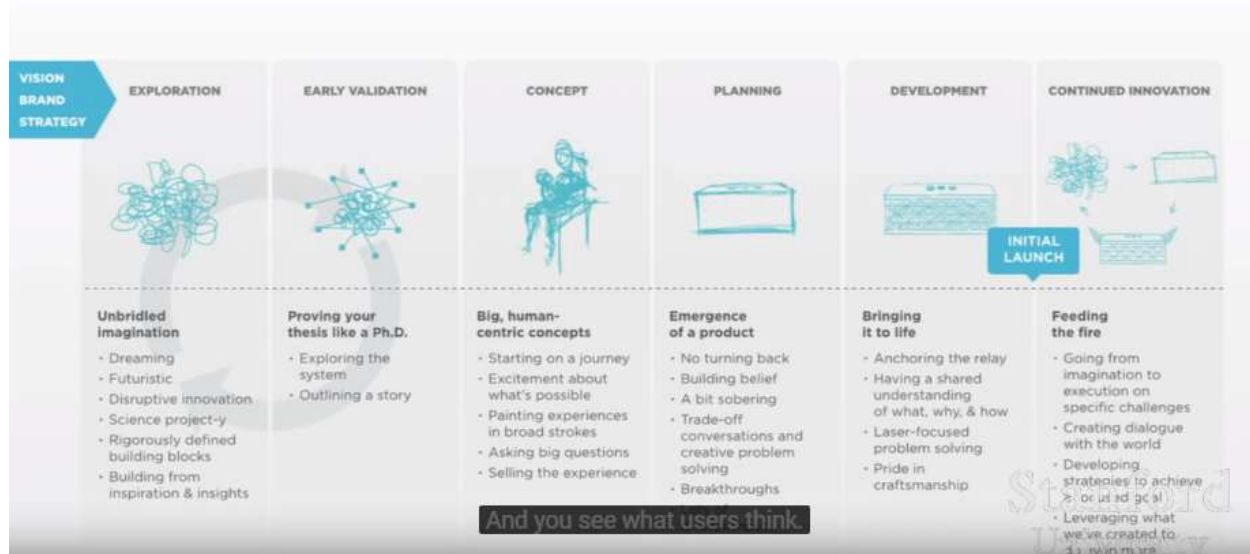 VISION
BRAND
STRATEGY
EXPLORATION
EARLY VALIDATION
CONCEPT
PLANNING
DEVELOPMENT
CONTINUED INNOVATION
INITIAL
LAUNCH
Unbridled
imagination
• Dreaming
• Futuristic
• Disruptive innovation
• Science project-y
• Rigorously defined
building blocks
• Building from
inspiration & insights
Proving your
thesis like a Ph.D.
• Exploring the
system
• Outlining a story
Big, human-
centric concepts
• Starting on a journey
• Excitement about
what's possible
• Painting experiences
in broad strokes
• Asking big questions
• Selling the experience
Emergence
of a product
• No turning back
• Building belief
• A bit sobering
• Trade-off
conversations and
creative problem
solving
• Breakthroughs
Bringing
it to life
• Anchoring the relay
• Having a shared
understanding
of what, why, & how
• Laser-focused
problem solving
• Pride in
craftsmanship
Feeding
the fire
• Going from
imagination to
execution on
specific challenges
• Creating dialogue
with the world
• Developing
strategies to achieve
a focused goal
• Leveraging what
we've created to
And you see what users think.
Stanford